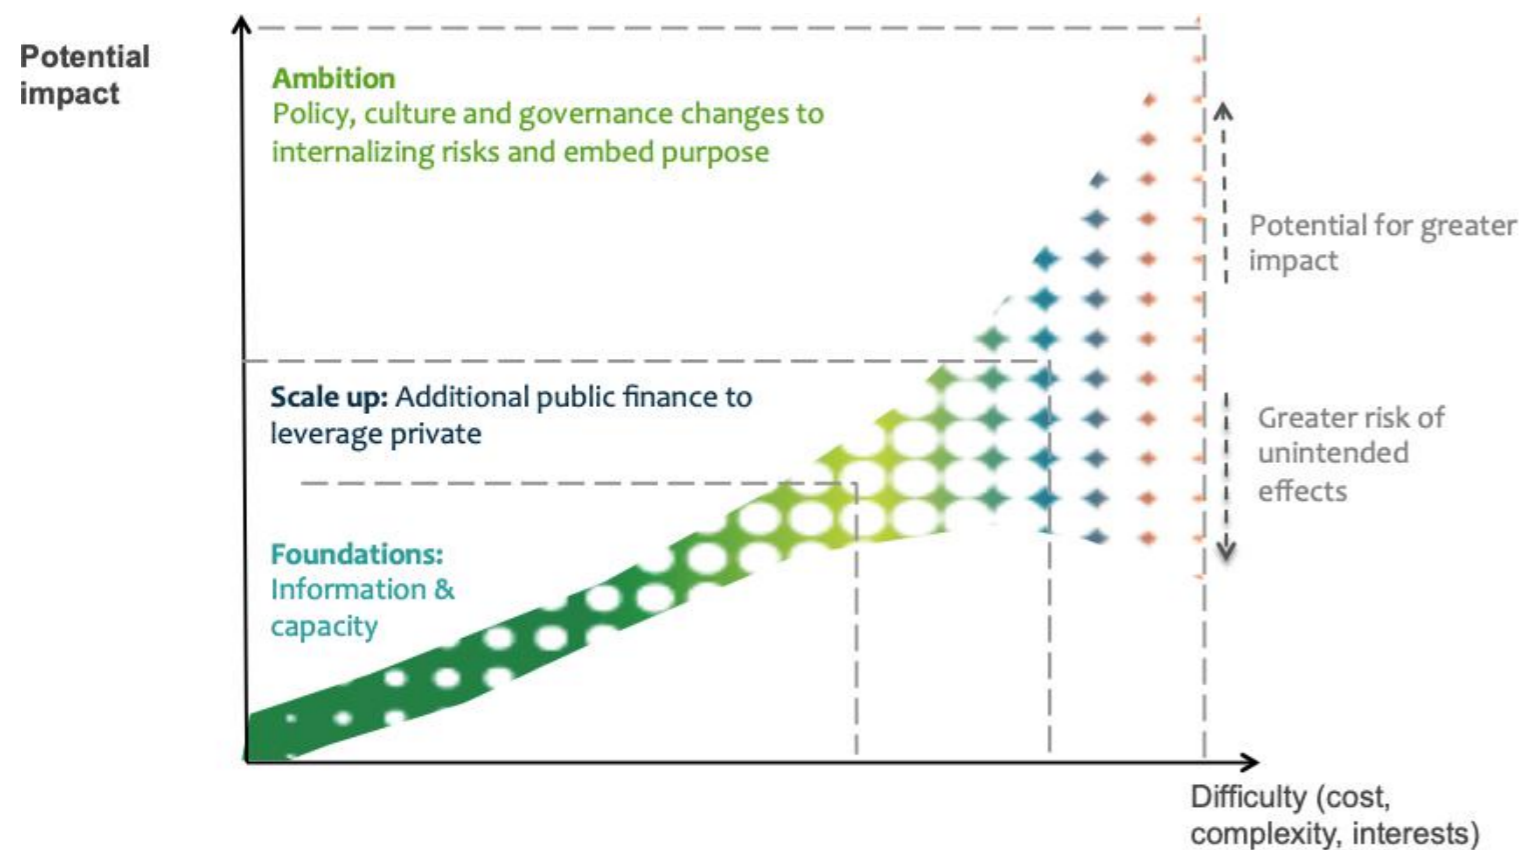 Potential
impact
Ambition
Policy, culture and governance changes to
internalizing risks and embed purpose
Potential for greater
impact
Scale up: Additional public finance to
leverage private
Greater risk of
unintended
effects
Foundations:
Information &
capacity
Difficulty (cost,
complexity, interests)